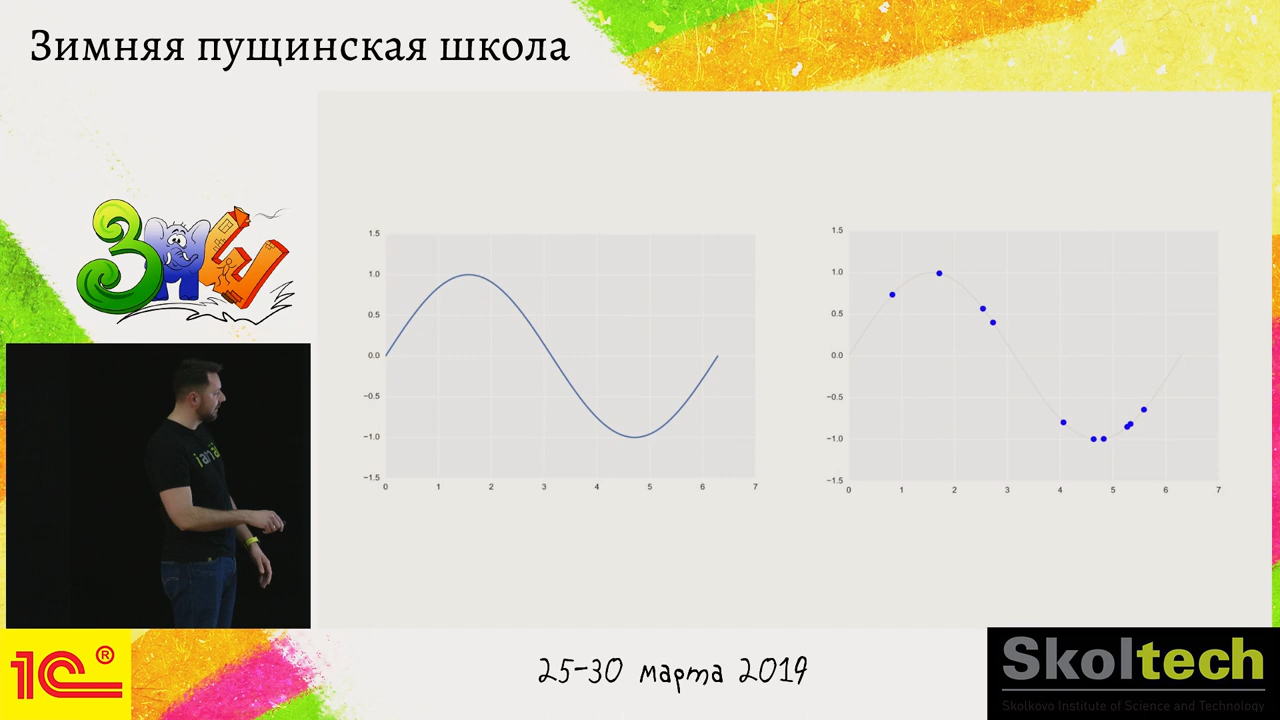 Зимняя пущинская школа
ЗПШ
1.5
1.0
0.5
0.0
−0.5
−1.0
−1.5
0 1 2 3 4 5 6 7
1.5
1.0
0.5
0.0
−0.5
−1.0
−1.5
0 1 2 3 4 5 6 7
1С®
25-30 марта 2019
Skoltech
Skolkovo Institute of Science and Technology